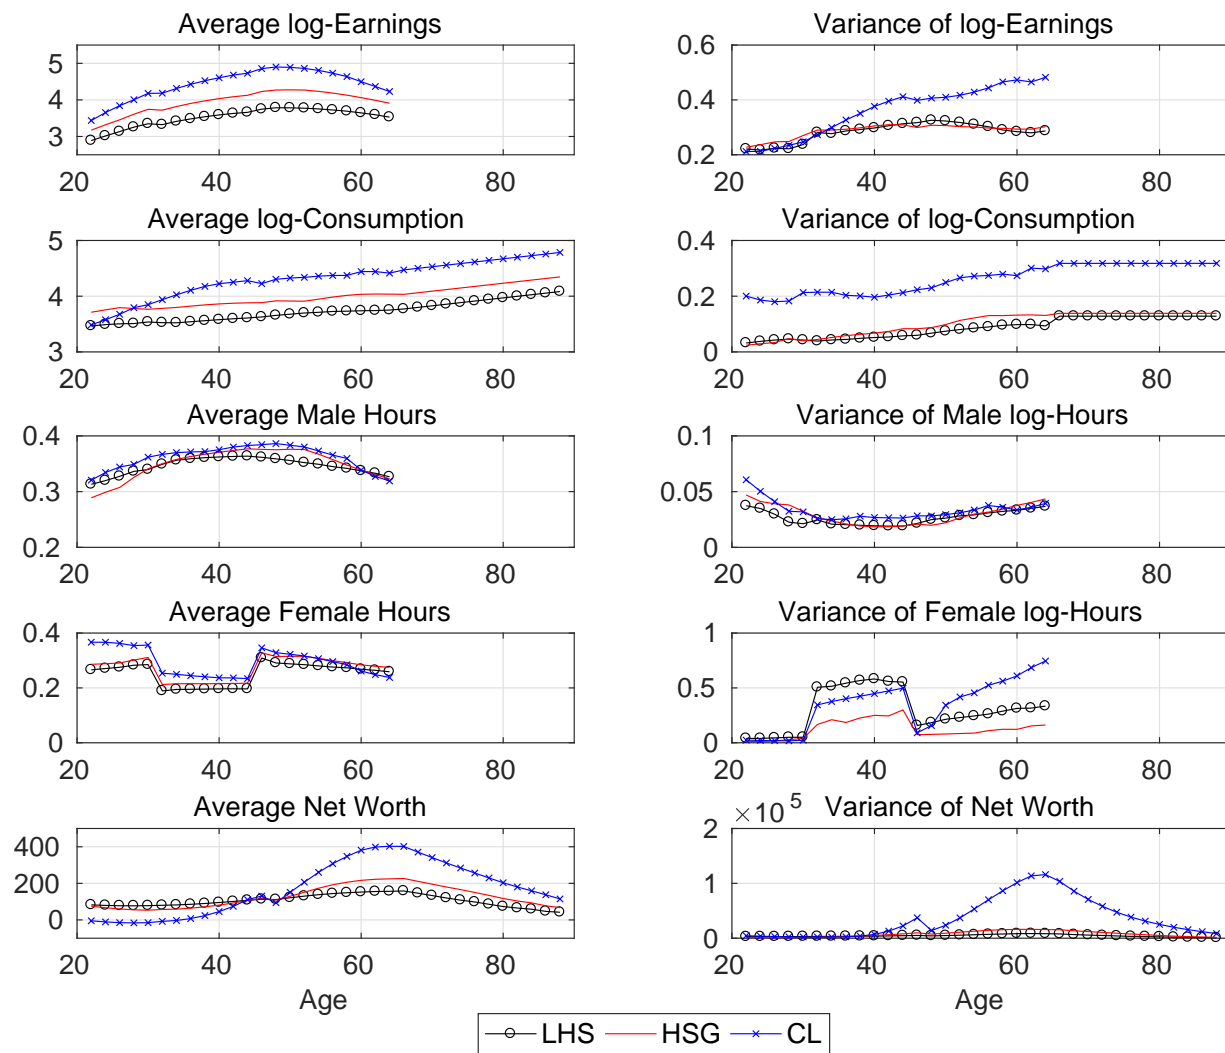 Average log-Earnings
5
4
3
20 40 60 80
Variance of log-Earnings
0.6
0.4
0.2
20 40 60 80
Average log-Consumption
5
4
3
20 40 60 80
Variance of log-Consumption
0.4
0.2
0
20 40 60 80
Average Male Hours
0.4
0.3
0.2
20 40 60 80
Variance of Male log-Hours
0.1
0.05
0
20 40 60 80
Average Female Hours
0.4
0.2
0
20 40 60 80
Variance of Female log-Hours
1
0.5
0
20 40 60 80
Average Net Worth
400
200
0
20 40 60 80
Age
×10^5 Variance of Net Worth
2
1
0
20 40 60 80
Age
LHS HSG CL